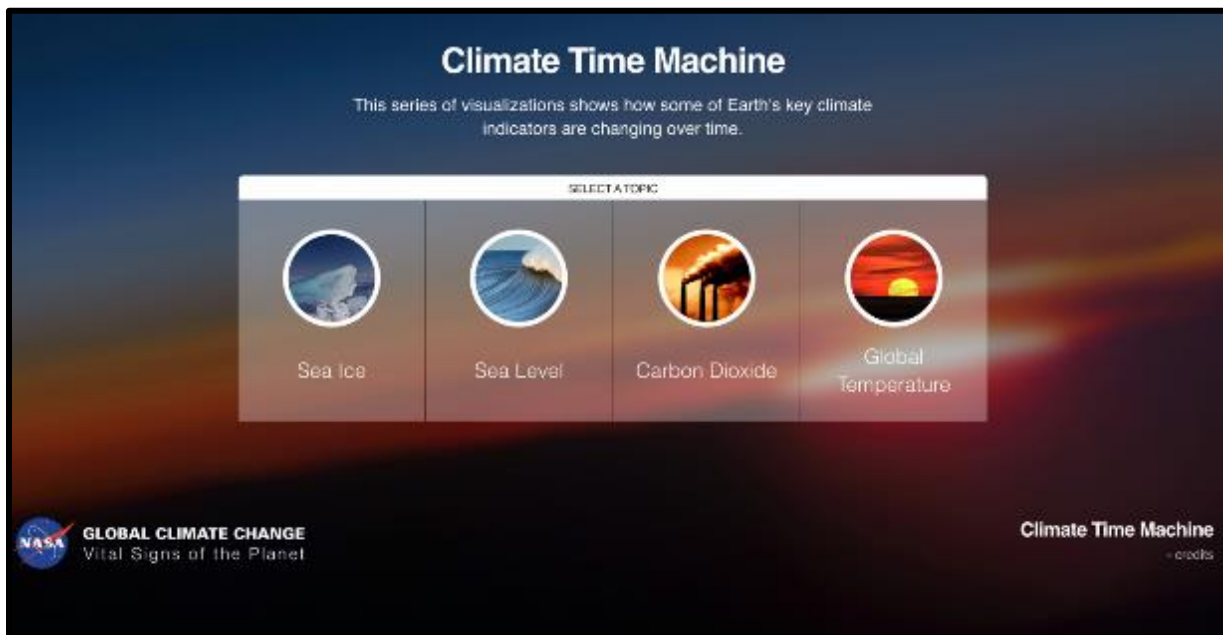 Climate Time Machine
This series of visualizations shows how some of Earth's key climate
indicators are changing over time.
SELECT A TOPIC
Sea Ice
Sea Level
Carbon Dioxide
Global
Temperature
NASA
GLOBAL CLIMATE CHANGE
Vital Signs of the Planet
Climate Time Machine
- credits